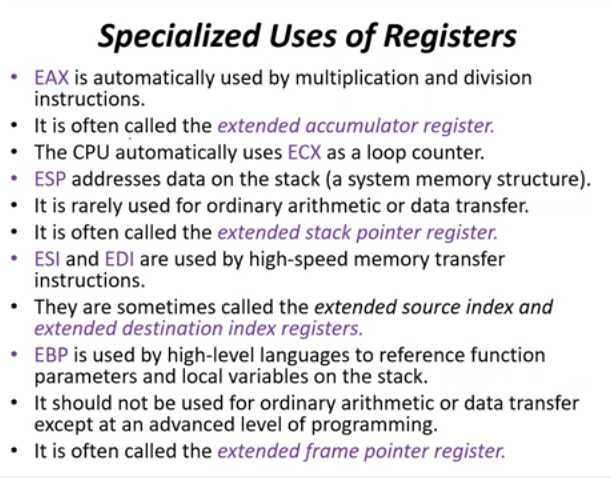 Specialized Uses of Registers
• EAX is automatically used by multiplication and division
instructions.
• It is often called the extended accumulator register.
• The CPU automatically uses ECX as a loop counter.
• ESP addresses data on the stack (a system memory structure).
• It is rarely used for ordinary arithmetic or data transfer.
• It is often called the extended stack pointer register.
• ESI and EDI are used by high-speed memory transfer
instructions.
• They are sometimes called the extended source index and
extended destination index registers.
• EBP is used by high-level languages to reference function
parameters and local variables on the stack.
• It should not be used for ordinary arithmetic or data transfer
except at an advanced level of programming.
• It is often called the extended frame pointer register.